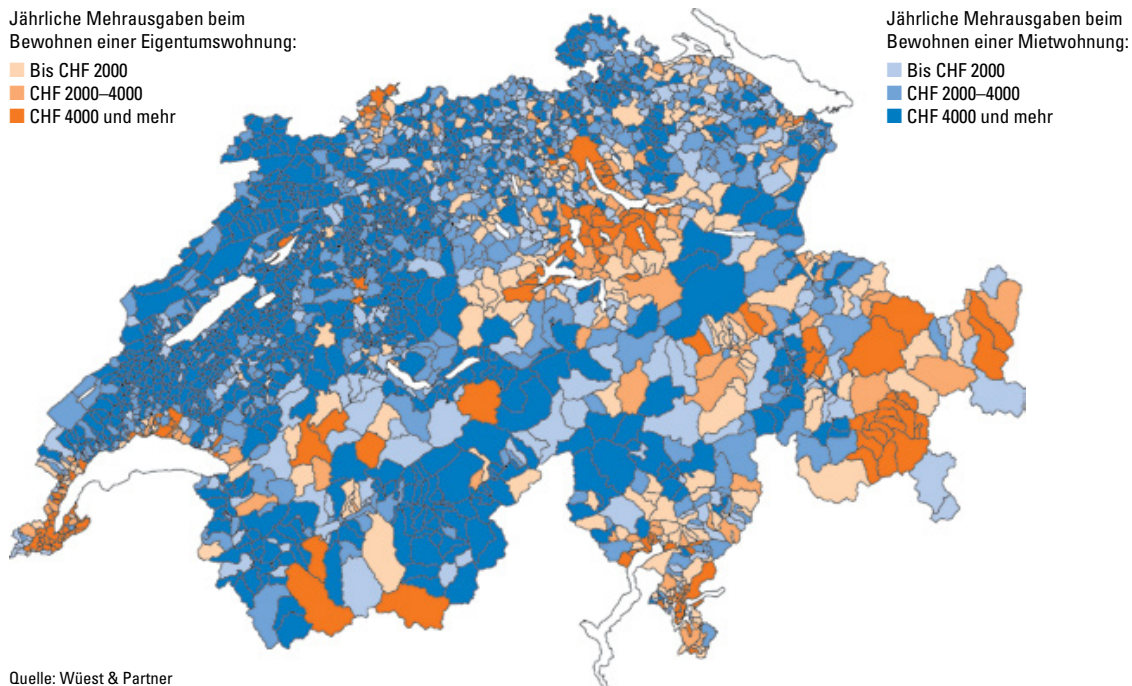 Jährliche Mehrausgaben beim
Bewohnen einer Eigentumswohnung:
Bis CHF 2000
CHF 2000–4000
CHF 4000 und mehr
Jährliche Mehrausgaben beim
Bewohnen einer Mietwohnung:
Bis CHF 2000
CHF 2000–4000
CHF 4000 und mehr
Quelle: Wüest & Partner